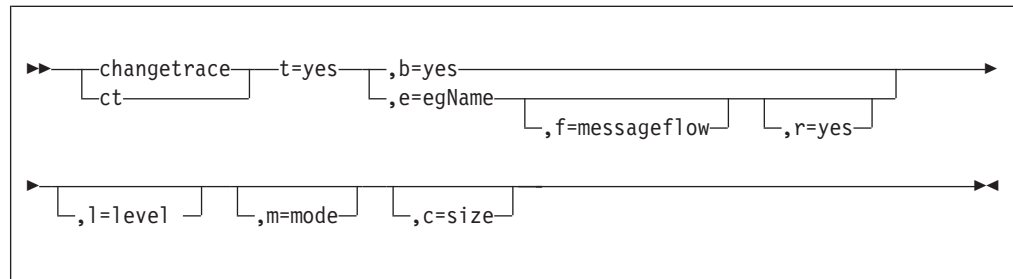 changetrace t=yes ,b=yes
ct ,e=egName
,f=messageflow ,r=yes
,l=level ,m=mode ,c=size